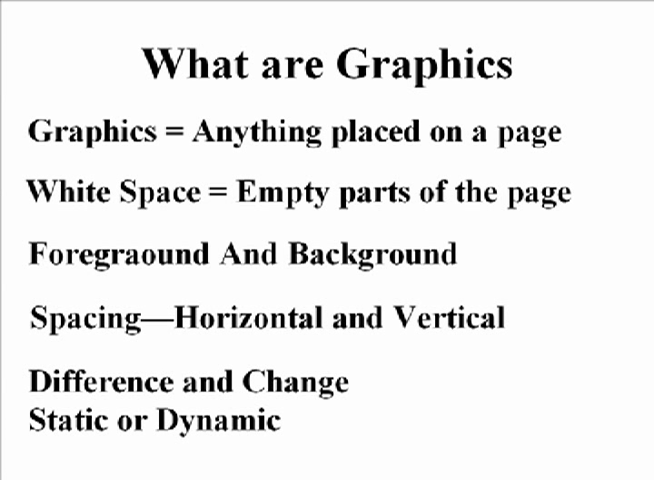 What are Graphics
Graphics = Anything placed on a page
White Space = Empty parts of the page
Foregraound And Background
Spacing—Horizontal and Vertical
Difference and Change
Static or Dynamic